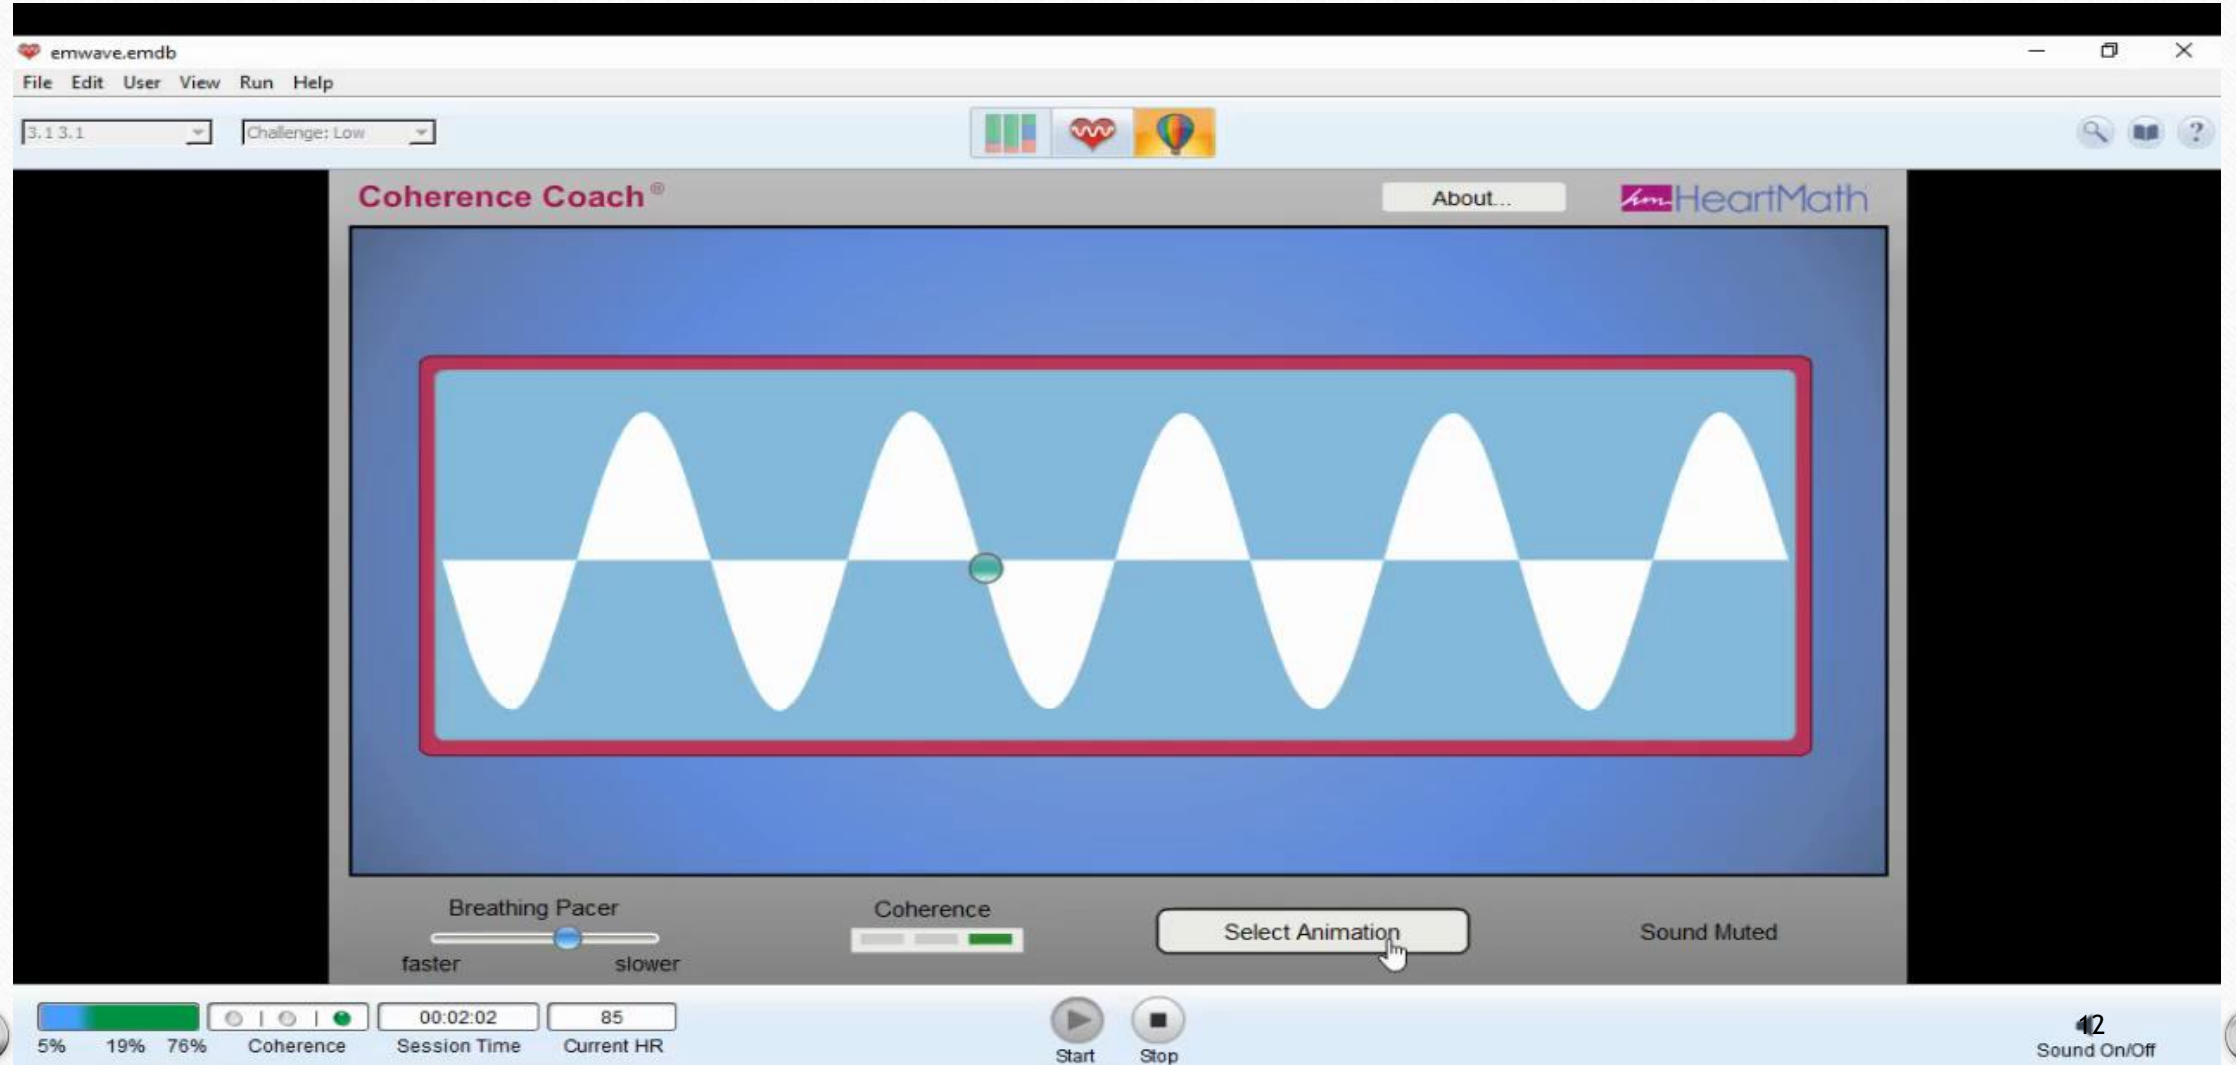 emwave.emdb
File Edit User View Run Help
3.1 3.1
Challenge: Low
?
Coherence Coach®
About...
hm HeartMath
Breathing Pacer
faster
slower
Coherence
Select Animation
Sound Muted
5% 19% 76%
Coherence
00:02:02
Session Time
85
Current HR
Start
Stop
12
Sound On/Off